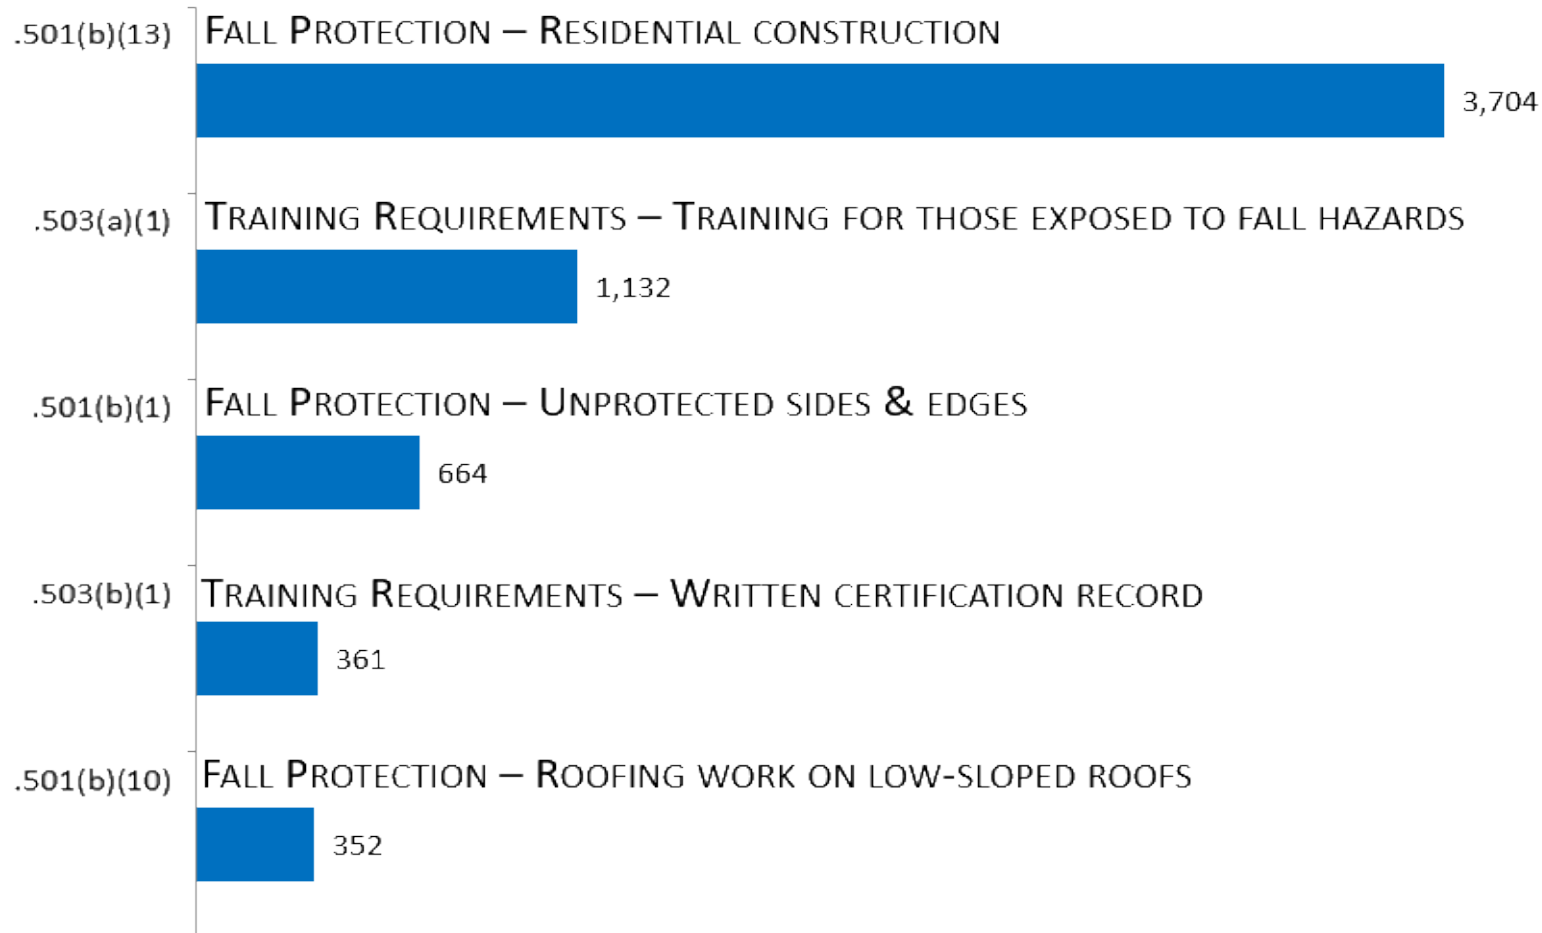 .501(b)(13) Fall Protection – Residential construction
3,704
.503(a)(1) Training Requirements – Training for those exposed to fall hazards
1,132
.501(b)(1) Fall Protection – Unprotected sides & edges
664
.503(b)(1) Training Requirements – Written certification record
361
.501(b)(10) Fall Protection – Roofing work on low-sloped roofs
352